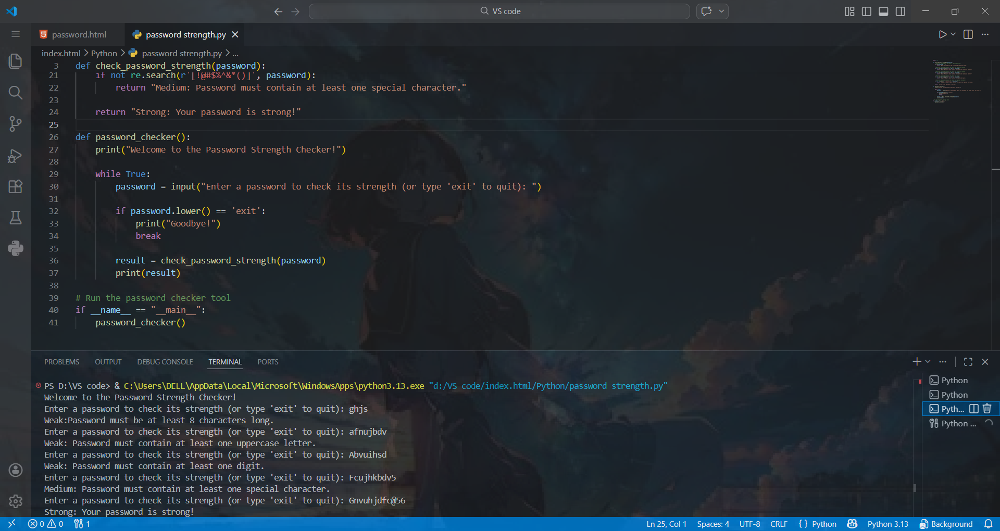 VS code
password.html
password strength.py
index.html > Python > password strength.py > ...
3 def check_password_strength(password):
21 if not re.search(r'[!@#$%^&*()]', password):
22 return "Medium: Password must contain at least one special character."
23
24 return "Strong: Your password is strong!"
25
26 def password_checker():
27 print("Welcome to the Password Strength Checker!")
28
29 while True:
30 password = input("Enter a password to check its strength (or type 'exit' to quit): ")
31
32 if password.lower() == 'exit':
33 print("Goodbye!")
34 break
35
36 result = check_password_strength(password)
37 print(result)
38
39 # Run the password checker tool
40 if __name__ == "__main__":
41 password_checker()
PROBLEMS OUTPUT DEBUG CONSOLE TERMINAL PORTS
PS D:\VS code> & C:\Users\DELL\AppData\Local\Microsoft\WindowsApps\python3.13.exe "d:/VS code/index.html/Python/password strength.py"
Welcome to the Password Strength Checker!
Enter a password to check its strength (or type 'exit' to quit): ghjs
Weak:Password must be at least 8 characters long.
Enter a password to check its strength (or type 'exit' to quit): afnujbdv
Weak: Password must contain at least one uppercase letter.
Enter a password to check its strength (or type 'exit' to quit): Abvuihsd
Weak: Password must contain at least one digit.
Enter a password to check its strength (or type 'exit' to quit): Fcujhkbdv5
Medium: Password must contain at least one special character.
Enter a password to check its strength (or type 'exit' to quit): Gnvuhjdfc@56
Strong: Your password is strong!
Python
Python
Pyth...
Python ...
0 0 1
Ln 25, Col 1 Spaces: 4 UTF-8 CRLF { } Python Python 3.13 Background